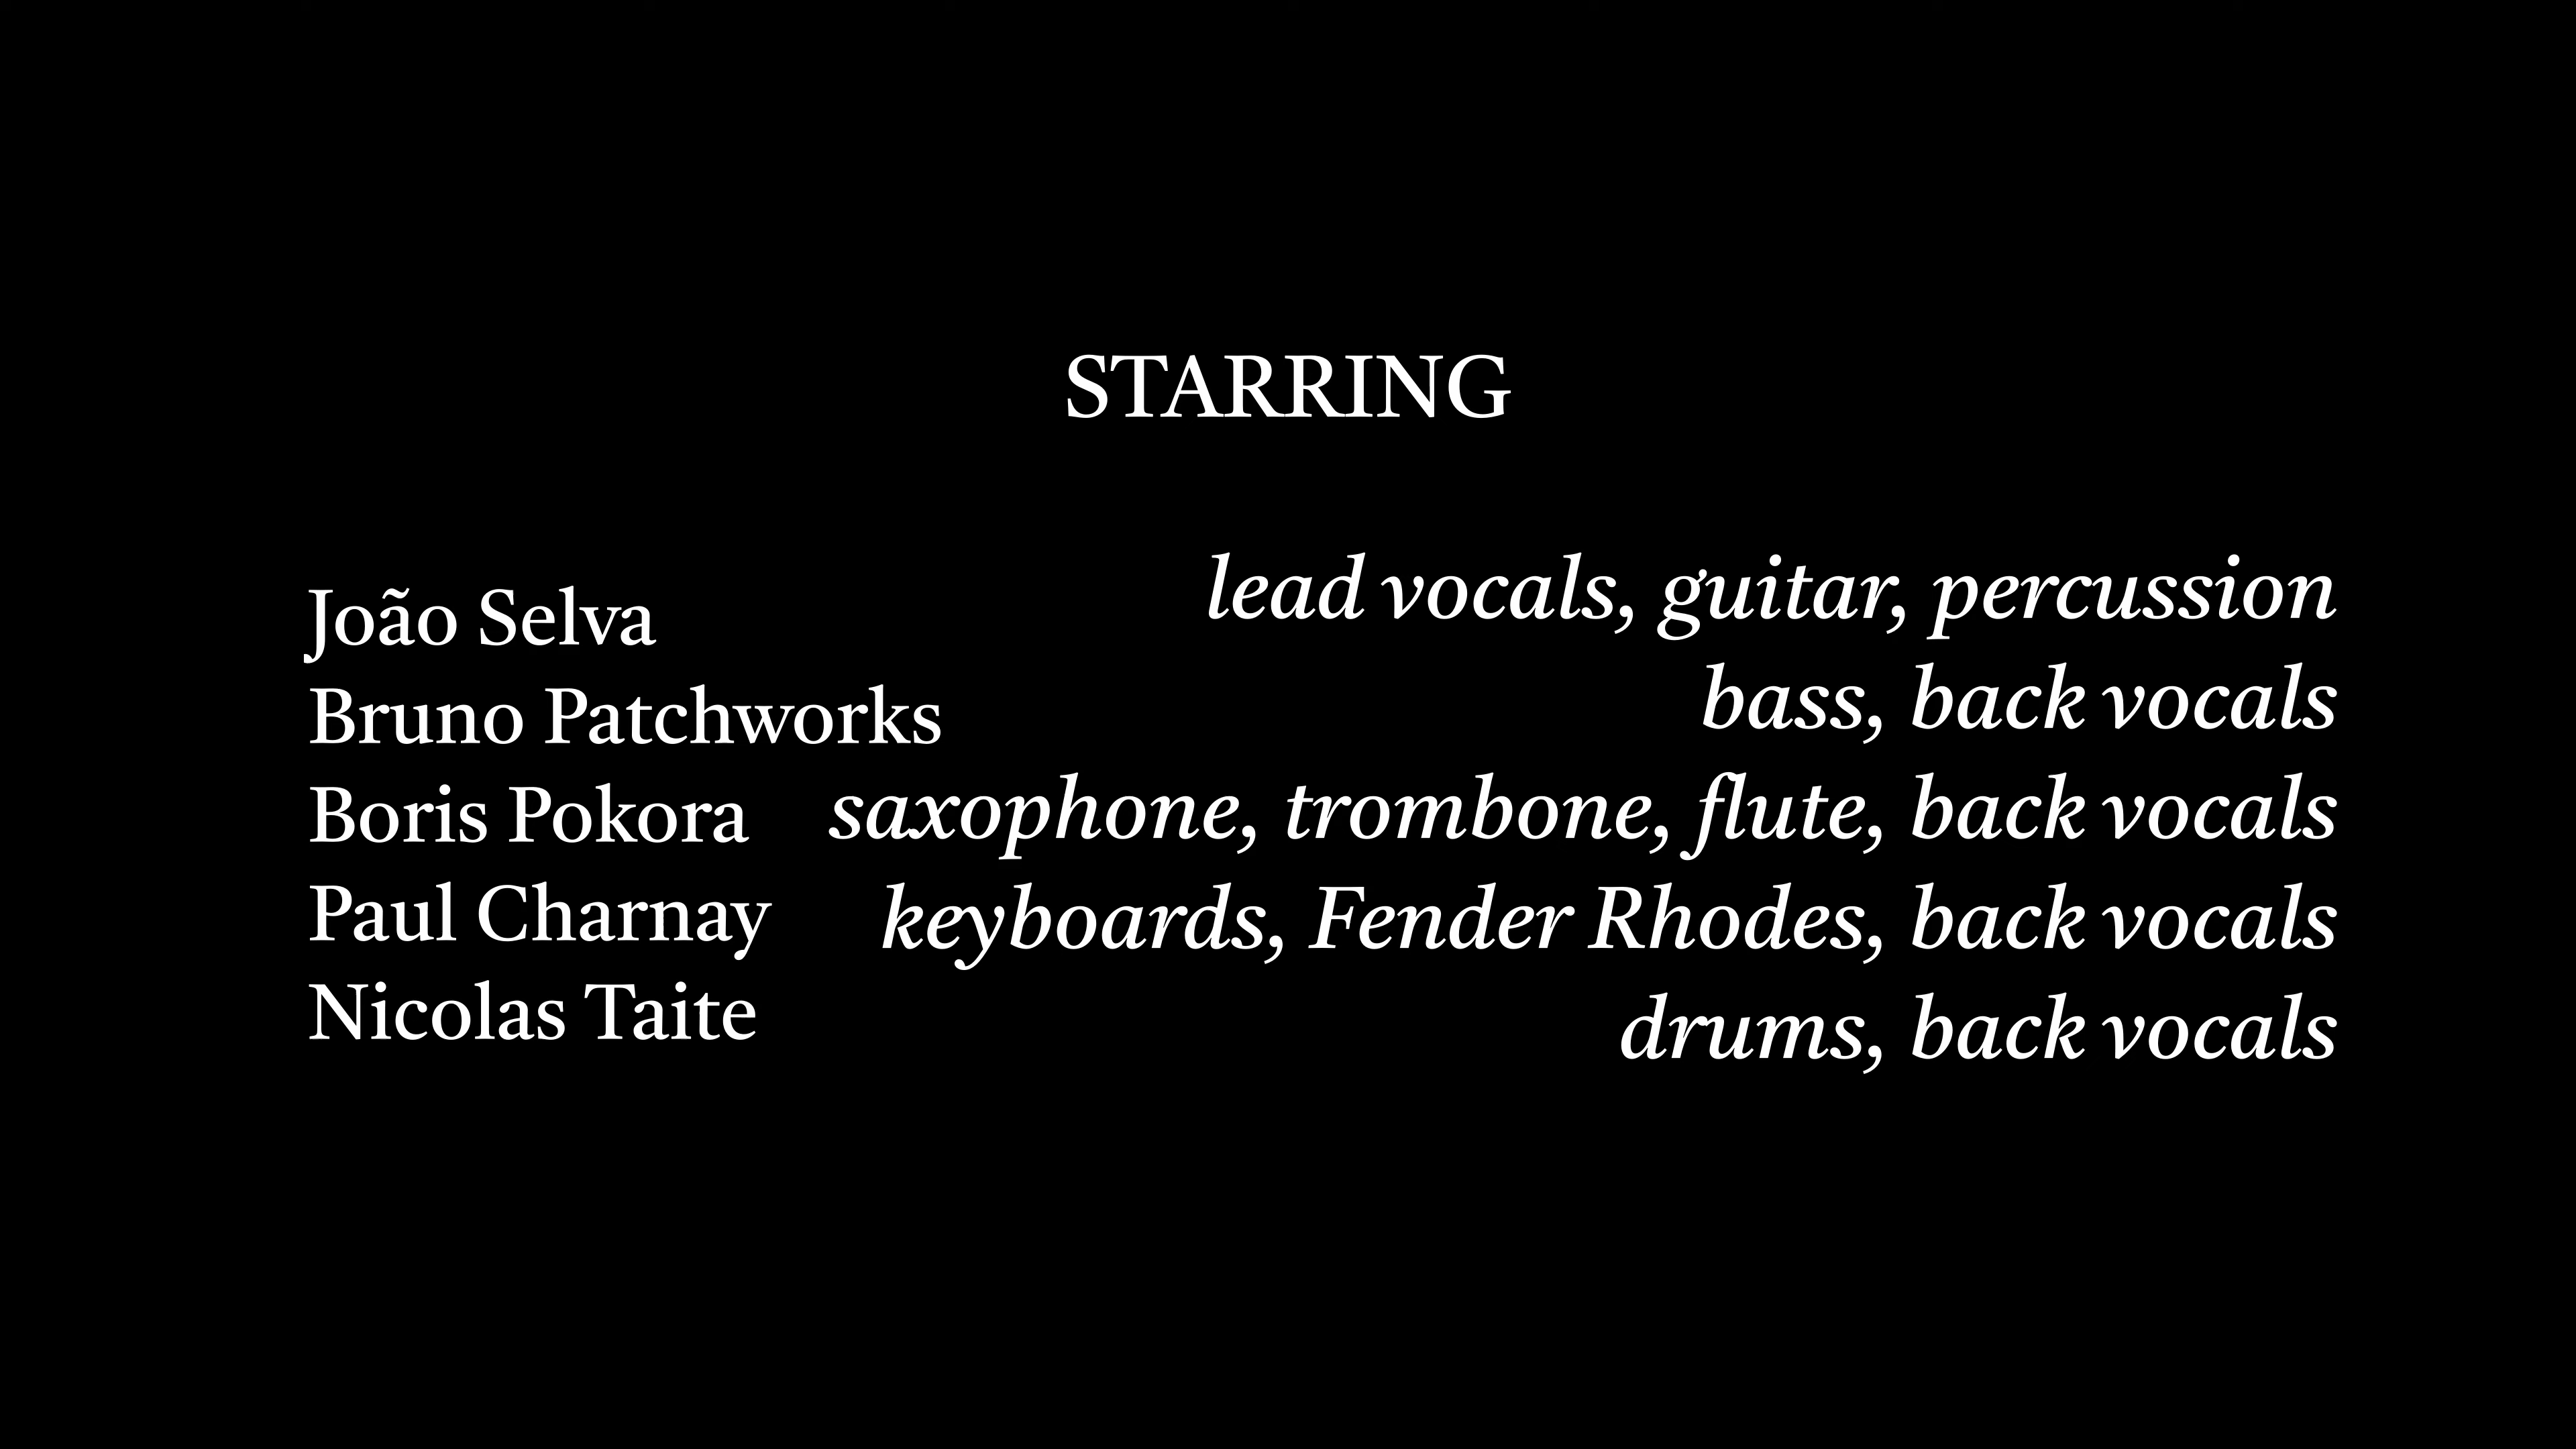 STARRING
João Selva lead vocals, guitar, percussion
Bruno Patchworks bass, back vocals
Boris Pokora saxophone, trombone, flute, back vocals
Paul Charnay keyboards, Fender Rhodes, back vocals
Nicolas Taite drums, back vocals